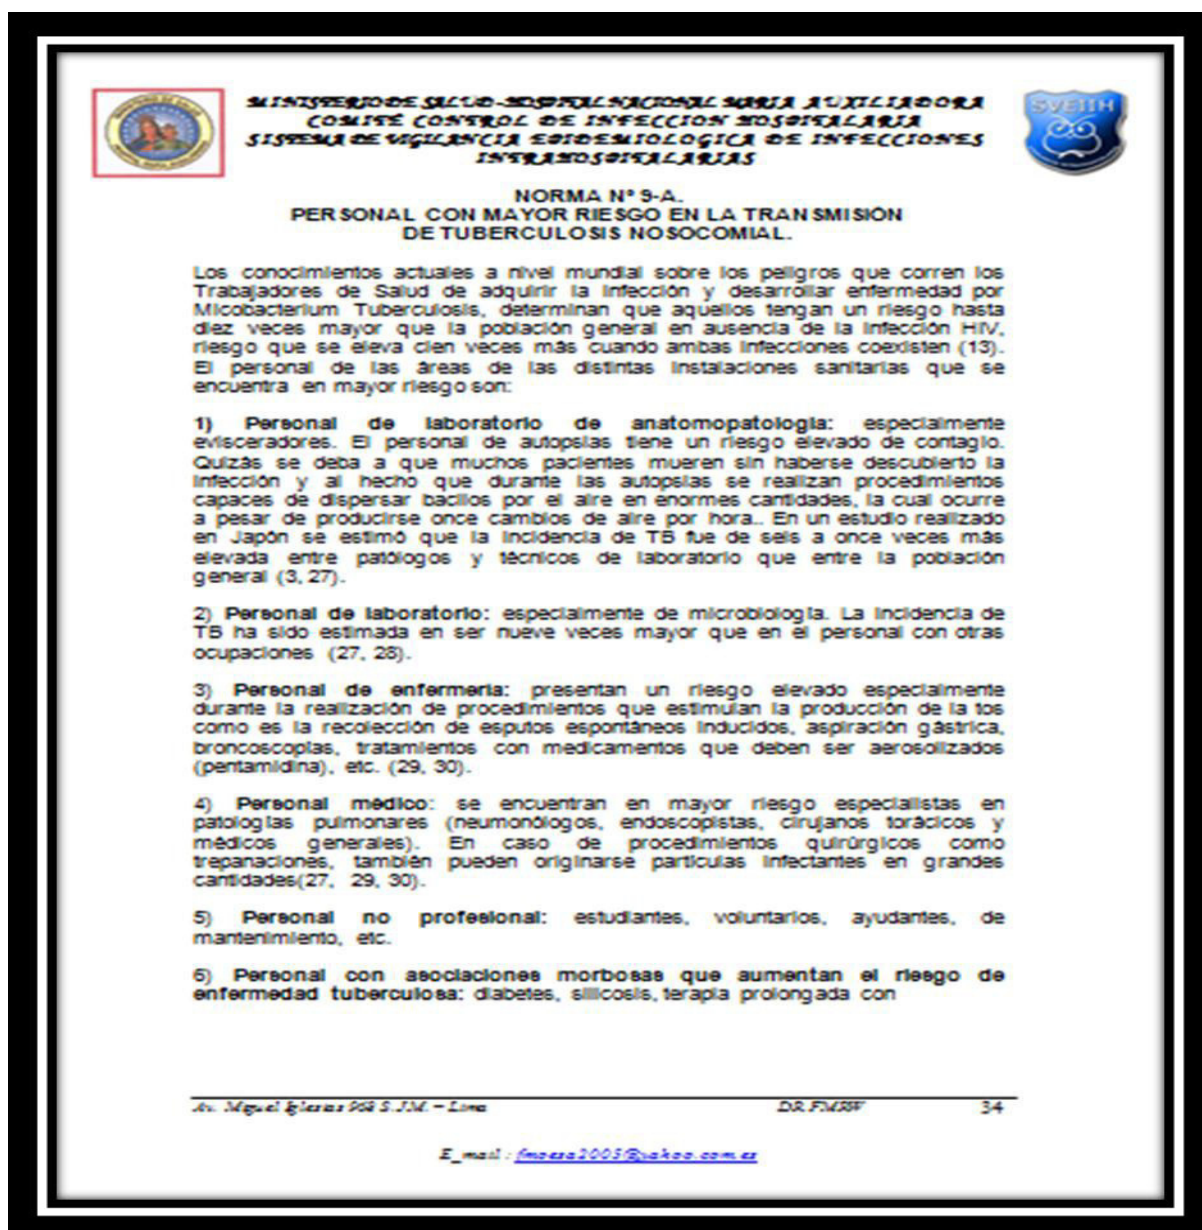 MINISTERIO DE SALUD-HOSPITAL NACIONAL MARIA AUXILIADORA
COMITÉ CONTROL DE INFECCION HOSPITALARIA
SISTEMA DE VIGILANCIA EPIDEMIOLOGICA DE INFECCIONES
INTRAHOSPITALARIAS
SVEIIH
NORMA Nº 9-A.
PERSONAL CON MAYOR RIESGO EN LA TRANSMISIÓN
DE TUBERCULOSIS NOSOCOMIAL.
Los conocimientos actuales a nivel mundial sobre los peligros que corren los
Trabajadores de Salud de adquirir la Infección y desarrollar enfermedad por
Micobacterium Tuberculosis, determinan que aquellos tengan un riesgo hasta
diez veces mayor que la población general en ausencia de la Infección HIV,
riesgo que se eleva cien veces más cuando ambas Infecciones coexisten (13).
El personal de las áreas de las distintas Instalaciones sanitarias que se
encuentra en mayor riesgo son:
1) Personal de laboratorio de anatomopatología: especialmente
evisceradores. El personal de autopsias tiene un riesgo elevado de contagio.
Quizás se deba a que muchos pacientes mueren sin haberse descubierto la
Infección y al hecho que durante las autopsias se realizan procedimientos
capaces de dispersar bacilos por el aire en enormes cantidades, la cual ocurre
a pesar de producirse once cambios de aire por hora.. En un estudio realizado
en Japón se estimó que la Incidencia de TB fue de seis a once veces más
elevada entre patólogos y técnicos de laboratorio que entre la población
general (3, 27).
2) Personal de laboratorio: especialmente de microbiología. La Incidencia de
TB ha sido estimada en ser nueve veces mayor que en el personal con otras
ocupaciones (27, 28).
3) Personal de enfermería: presentan un riesgo elevado especialmente
durante la realización de procedimientos que estimulan la producción de la tos
como es la recolección de esputos espontáneos Inducidos, aspiración gástrica,
broncoscopías, tratamientos con medicamentos que deben ser aerosolizados
(pentamidina), etc. (29, 30).
4) Personal médico: se encuentran en mayor riesgo especialistas en
patologías pulmonares (neumonólogos, endoscopistas, cirujanos torácicos y
médicos generales). En caso de procedimientos quirúrgicos como
trepanaciones, también pueden originarse partículas Infectantes en grandes
cantidades(27, 29, 30).
5) Personal no profesional: estudiantes, voluntarios, ayudantes, de
mantenimiento, etc.
6) Personal con asociaciones morbosas que aumentan el riesgo de
enfermedad tuberculosa: diabetes, silicosis, terapia prolongada con
Av. Miguel Iglesias 968 S.J.M. – Lima DR.FMRW 34
E_mail :